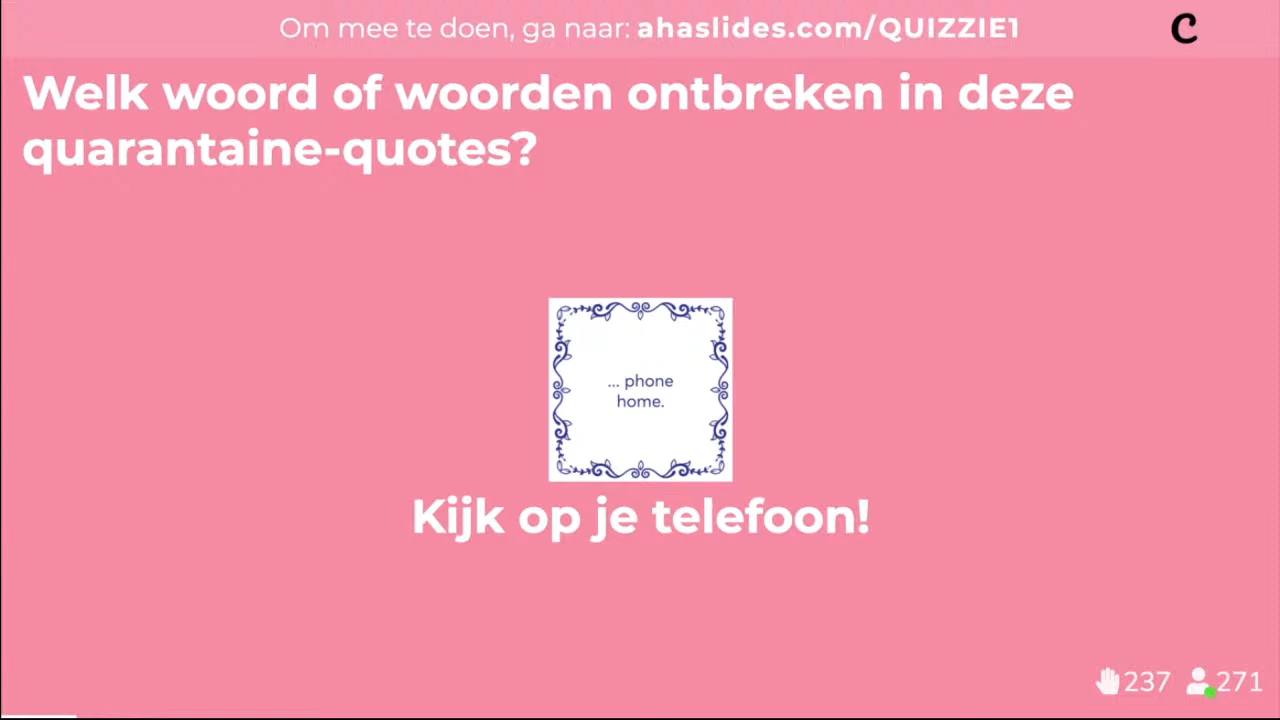 Om mee te doen, ga naar: ahaslides.com/QUIZZIE1
C
Welk woord of woorden ontbreken in deze
quarantaine-quotes?
... phone
home.
Kijk op je telefoon!
237 271